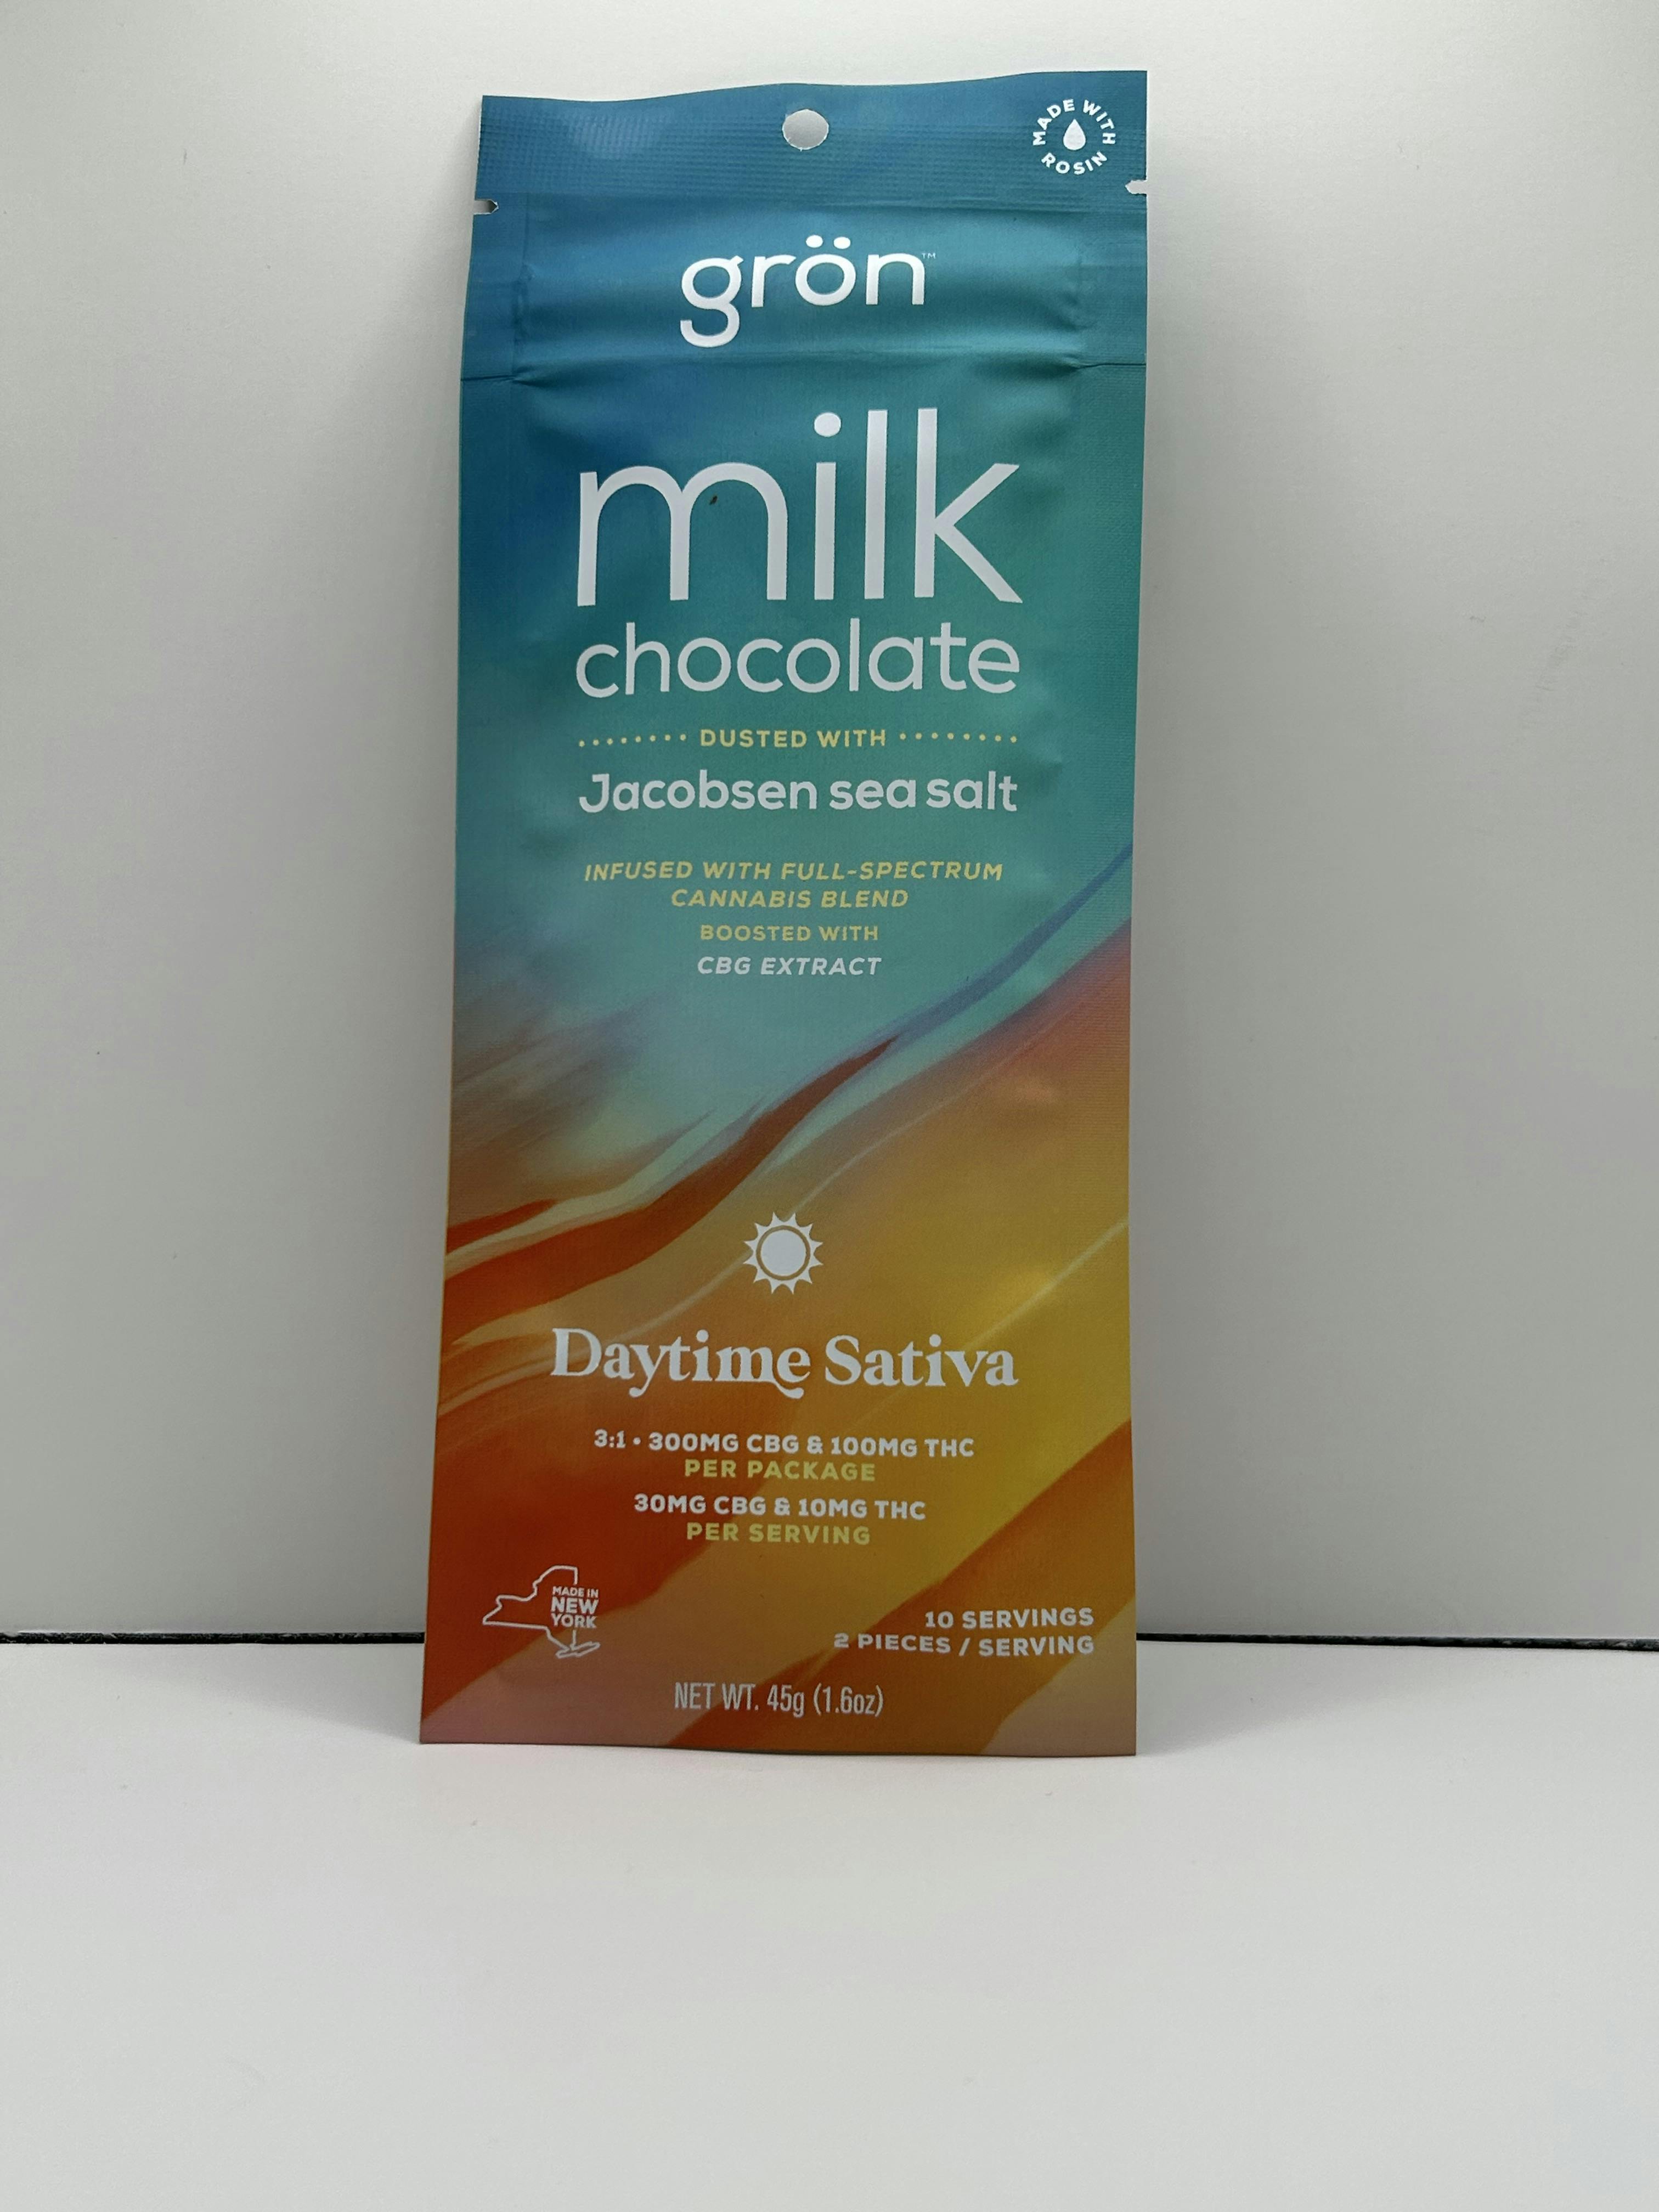 MADE WITH
ROSIN
grön™
milk
chocolate
DUSTED WITH
Jacobsen sea salt
INFUSED WITH FULL-SPECTRUM
CANNABIS BLEND
BOOSTED WITH
CBG EXTRACT
Daytime Sativa
3:1 • 300MG CBG & 100MG THC
PER PACKAGE
30MG CBG & 10MG THC
PER SERVING
MADE IN
NEW
YORK
10 SERVINGS
2 PIECES / SERVING
NET WT. 45g (1.6oz)